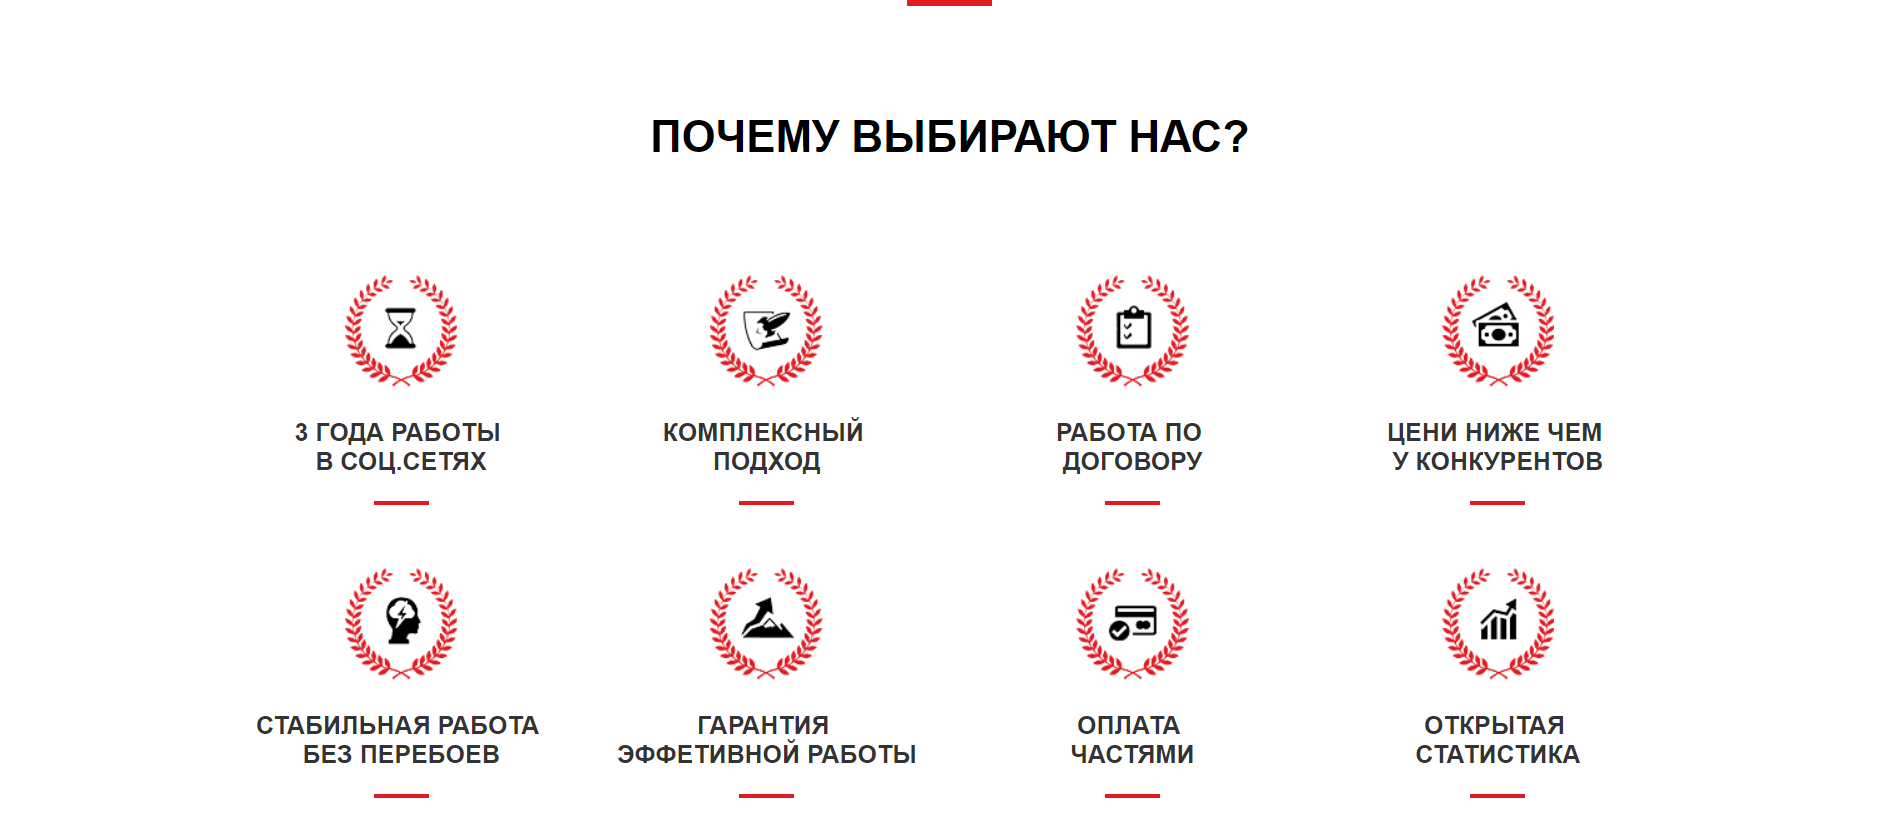 ПОЧЕМУ ВЫБИРАЮТ НАС?
3 ГОДА РАБОТЫ
В СОЦ.СЕТЯХ
КОМПЛЕКСНЫЙ
ПОДХОД
РАБОТА ПО
ДОГОВОРУ
ЦЕНИ НИЖЕ ЧЕМ
У КОНКУРЕНТОВ
СТАБИЛЬНАЯ РАБОТА
БЕЗ ПЕРЕБОЕВ
ГАРАНТИЯ
ЭФФЕТИВНОЙ РАБОТЫ
ОПЛАТА
ЧАСТЯМИ
ОТКРЫТАЯ
СТАТИСТИКА